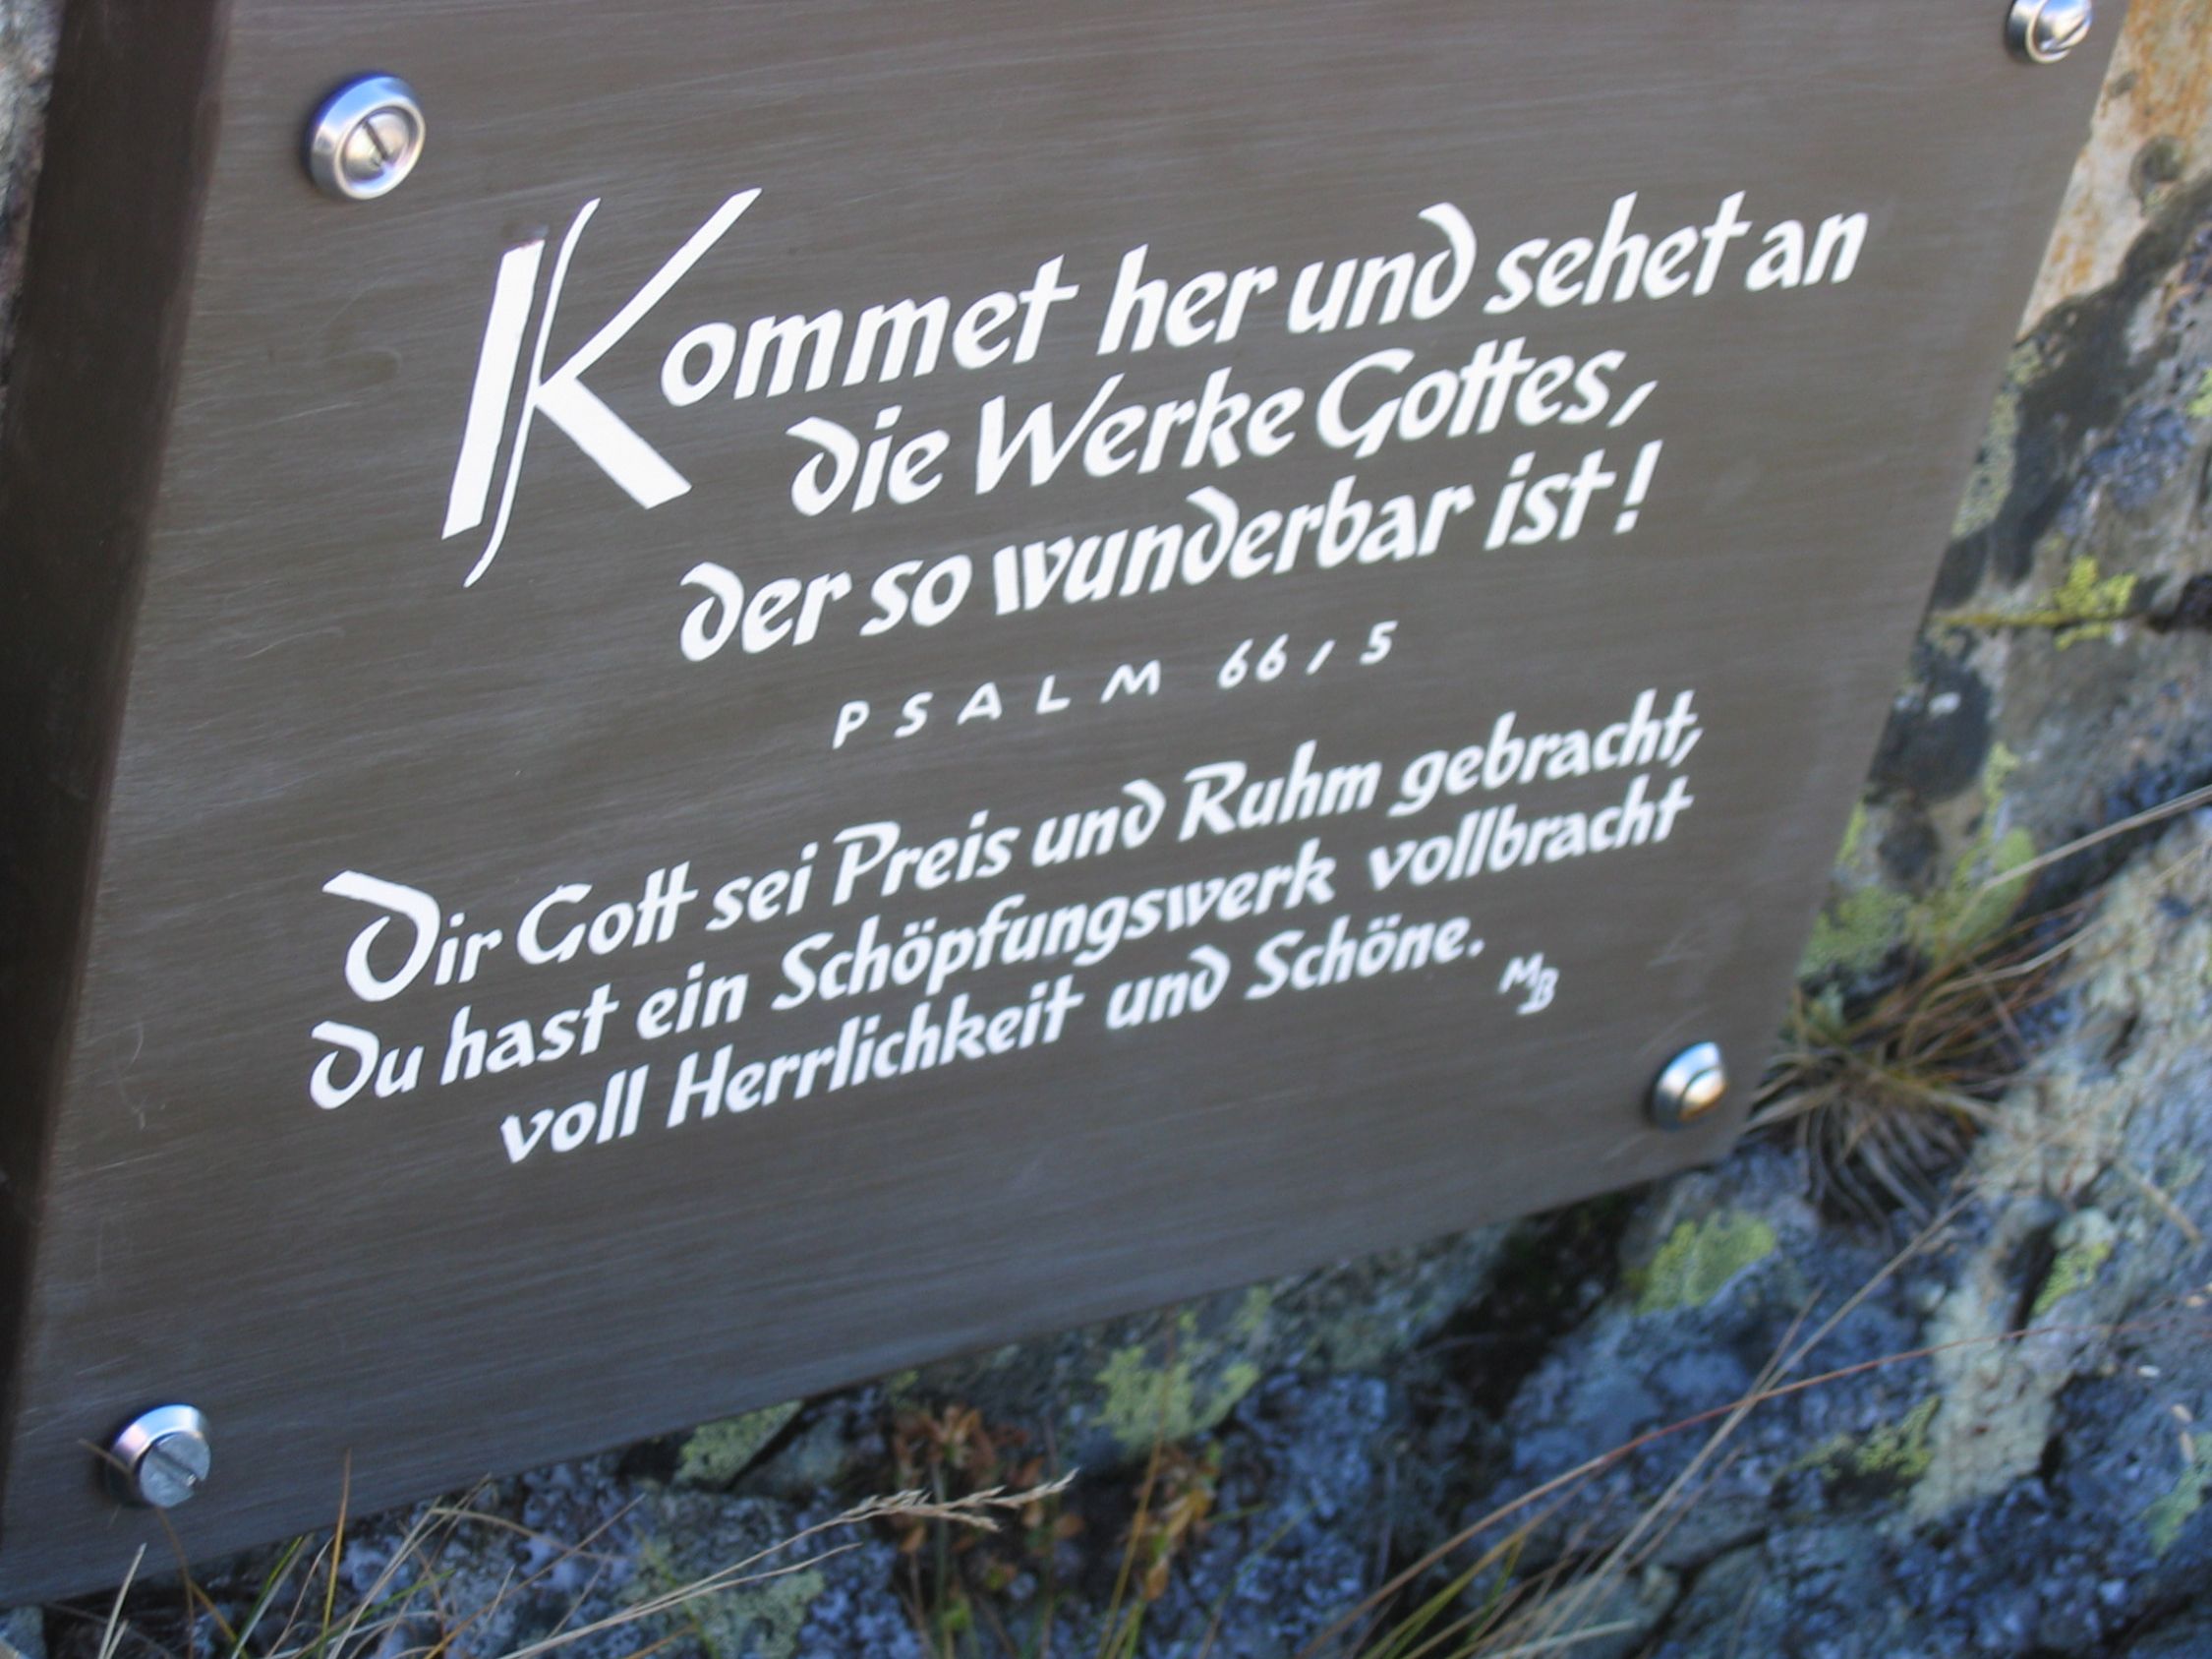 Kommet her und sehet an
die Werke Gottes,
der so wunderbar ist!
PSALM 66/5
Dir Gott sei Preis und Ruhm gebracht,
du hast ein Schöpfungswerk vollbracht
voll Herrlichkeit und Schöne.
MB